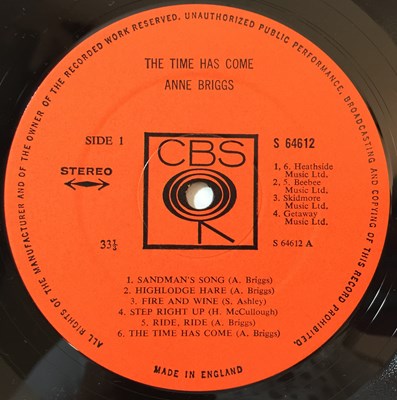 ALL RIGHTS OF THE MANUFACTURER AND OF THE OWNER OF THE RECORDED WORK RESERVED, UNAUTHORIZED PUBLIC PERFORMANCE, BROADCASTING AND COPYING OF THIS RECORD PROHIBITED.
THE TIME HAS COME
ANNE BRIGGS
SIDE 1
CBS
S 64612
STEREO
1, 6. Heathside
Music Ltd.
2, 5. Beebee
Music Ltd.
3. Skidmore
Music Ltd.
4. Getaway
Music Ltd.
33⅓
S 64612 A
1. SANDMAN'S SONG (A. Briggs)
2. HIGHLODGE HARE (A. Briggs)
3. FIRE AND WINE (S. Ashley)
4. STEP RIGHT UP (H. McCullough)
5. RIDE, RIDE (A. Briggs)
6. THE TIME HAS COME (A. Briggs)
MADE IN ENGLAND